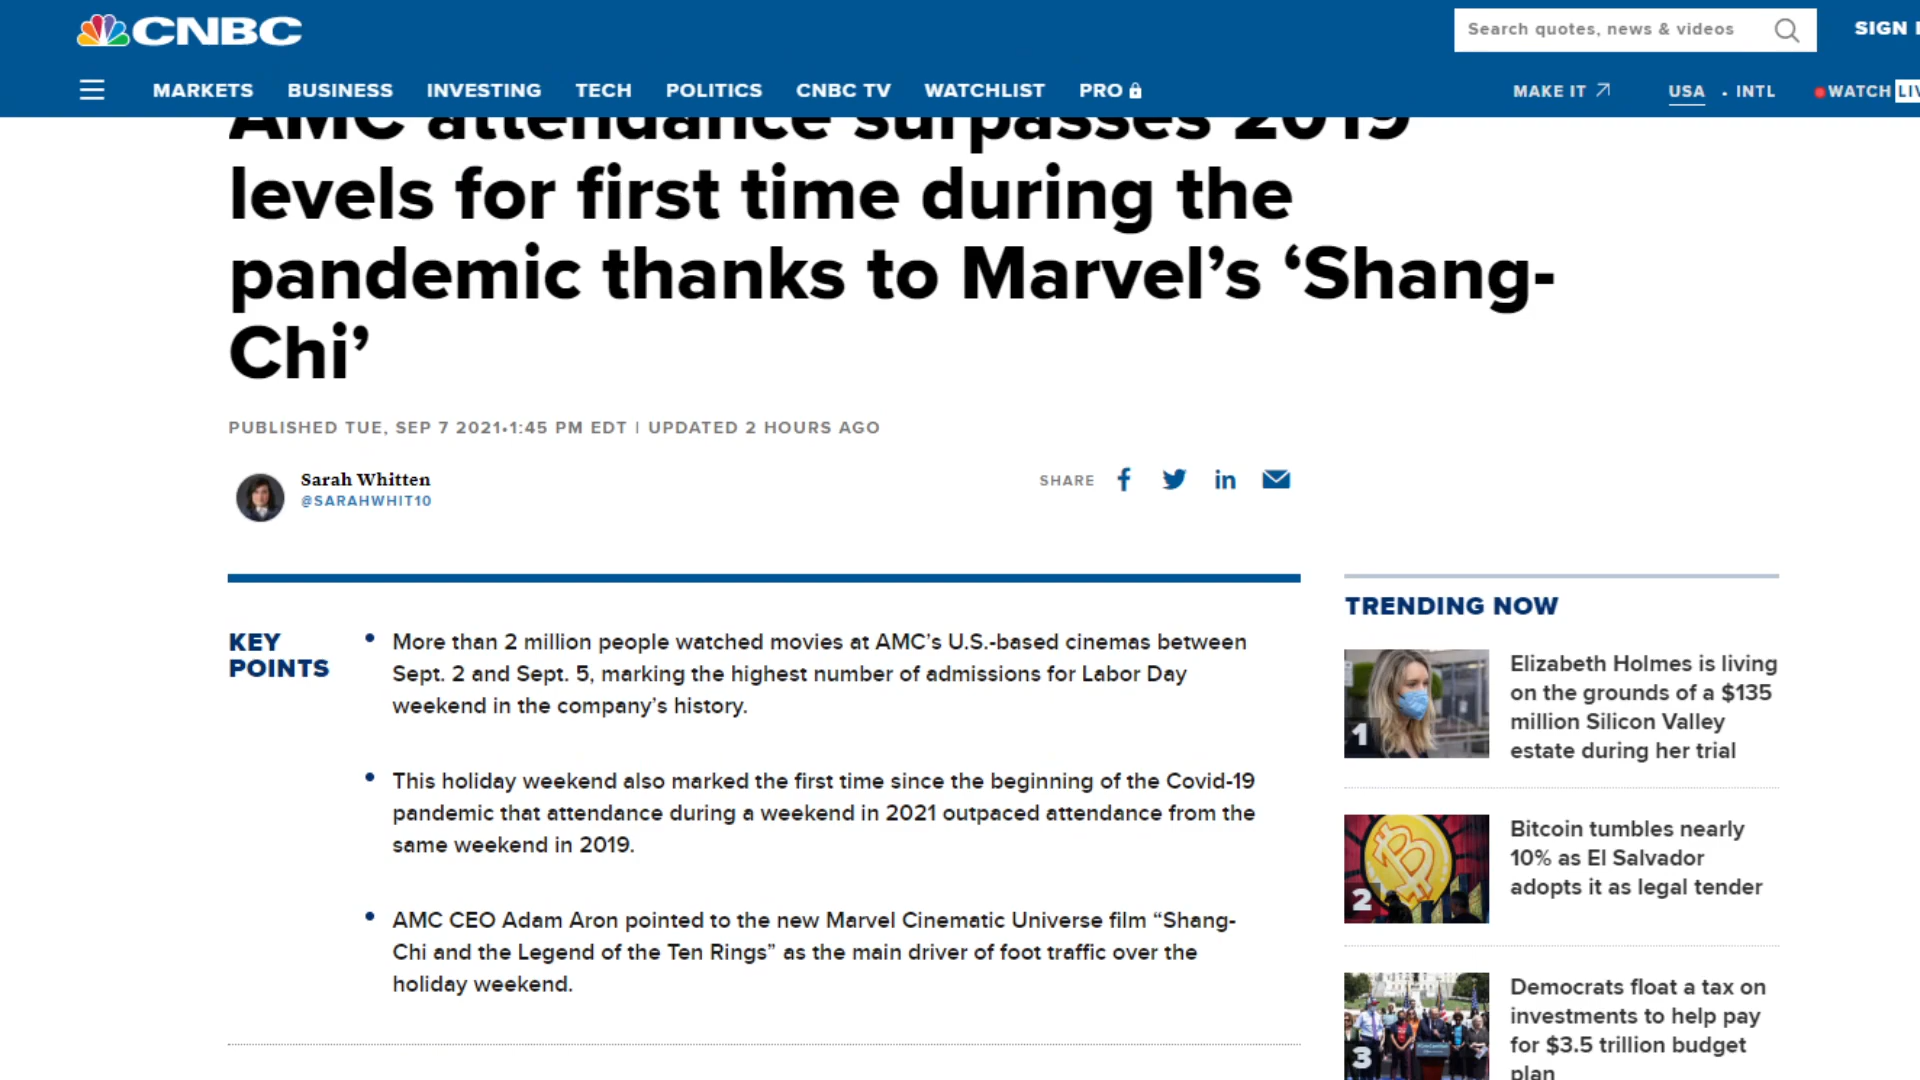 CNBC
Search quotes, news & videos
SIGN
MARKETS BUSINESS INVESTING TECH POLITICS CNBC TV WATCHLIST PRO
MAKE IT USA • INTL WATCH LIV
AMC attendance surpasses 2019
levels for first time during the
pandemic thanks to Marvel’s ‘Shang-
Chi’
PUBLISHED TUE, SEP 7 2021•1:45 PM EDT | UPDATED 2 HOURS AGO
Sarah Whitten
@SARAHWHIT10
SHARE
KEY
POINTS
• More than 2 million people watched movies at AMC’s U.S.-based cinemas between
Sept. 2 and Sept. 5, marking the highest number of admissions for Labor Day
weekend in the company’s history.
• This holiday weekend also marked the first time since the beginning of the Covid-19
pandemic that attendance during a weekend in 2021 outpaced attendance from the
same weekend in 2019.
• AMC CEO Adam Aron pointed to the new Marvel Cinematic Universe film “Shang-
Chi and the Legend of the Ten Rings” as the main driver of foot traffic over the
holiday weekend.
TRENDING NOW
1
Elizabeth Holmes is living
on the grounds of a $135
million Silicon Valley
estate during her trial
2
Bitcoin tumbles nearly
10% as El Salvador
adopts it as legal tender
3
Democrats float a tax on
investments to help pay
for $3.5 trillion budget
plan